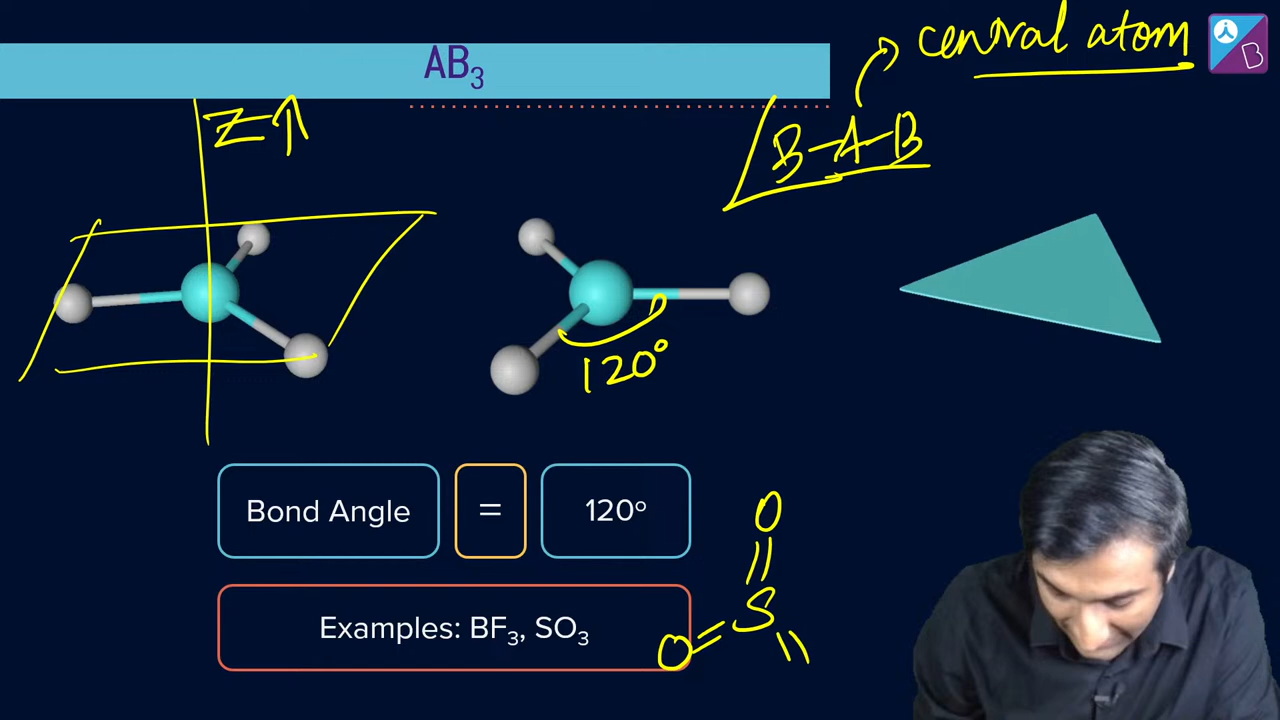 central atom
AB₃
B
Z↑
B-A-B
120°
Bond Angle
=
120°
O
Examples: BF₃, SO₃
S
O